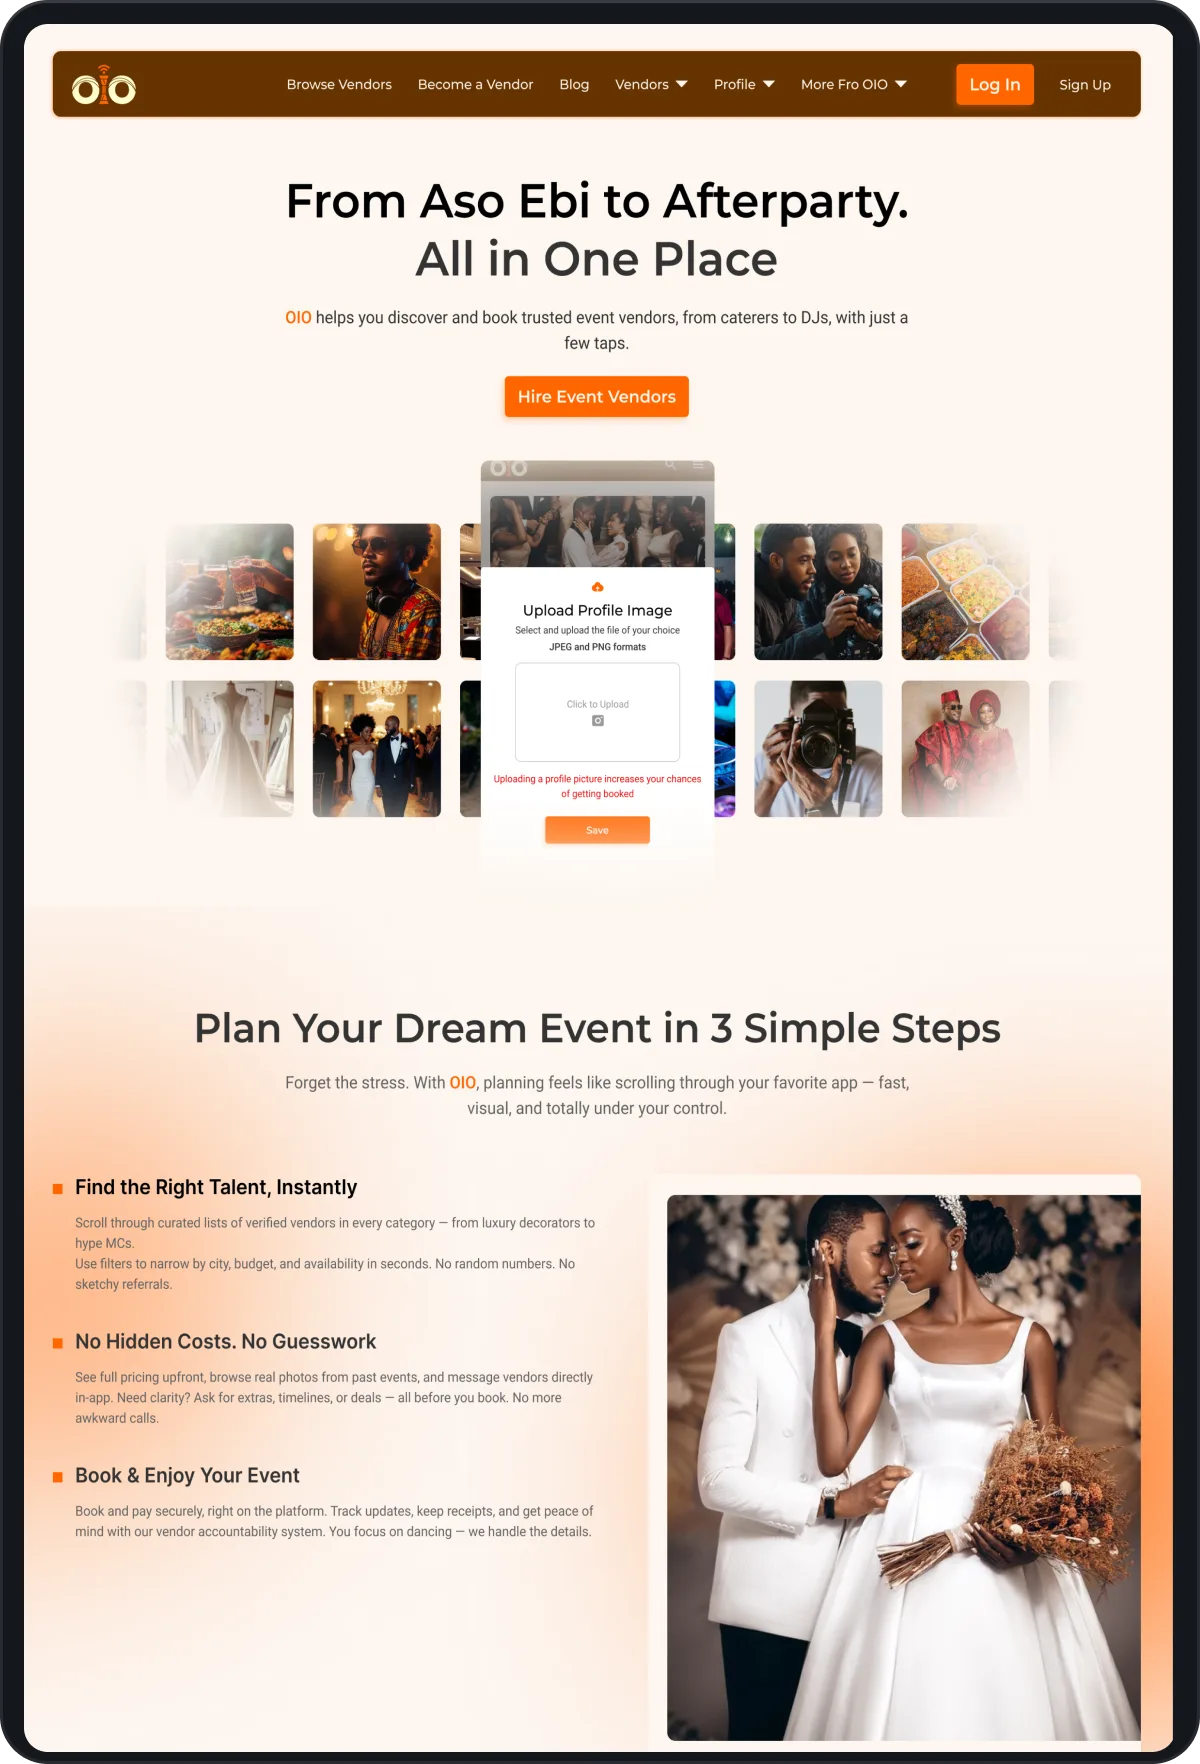 OIO
Browse Vendors
Become a Vendor
Blog
Vendors
Profile
More Fro OIO
Log In
Sign Up
From Aso Ebi to Afterparty.
All in One Place
OIO helps you discover and book trusted event vendors, from caterers to DJs, with just a
few taps.
Hire Event Vendors
OIO
Upload Profile Image
Select and upload the file of your choice
JPEG and PNG formats
Click to Upload
Uploading a profile picture increases your chances
of getting booked
Save
Plan Your Dream Event in 3 Simple Steps
Forget the stress. With OIO, planning feels like scrolling through your favorite app — fast,
visual, and totally under your control.
Find the Right Talent, Instantly
Scroll through curated lists of verified vendors in every category — from luxury decorators to
hype MCs.
Use filters to narrow by city, budget, and availability in seconds. No random numbers. No
sketchy referrals.
No Hidden Costs. No Guesswork
See full pricing upfront, browse real photos from past events, and message vendors directly
in-app. Need clarity? Ask for extras, timelines, or deals — all before you book. No more
awkward calls.
Book & Enjoy Your Event
Book and pay securely, right on the platform. Track updates, keep receipts, and get peace of
mind with our vendor accountability system. You focus on dancing — we handle the details.